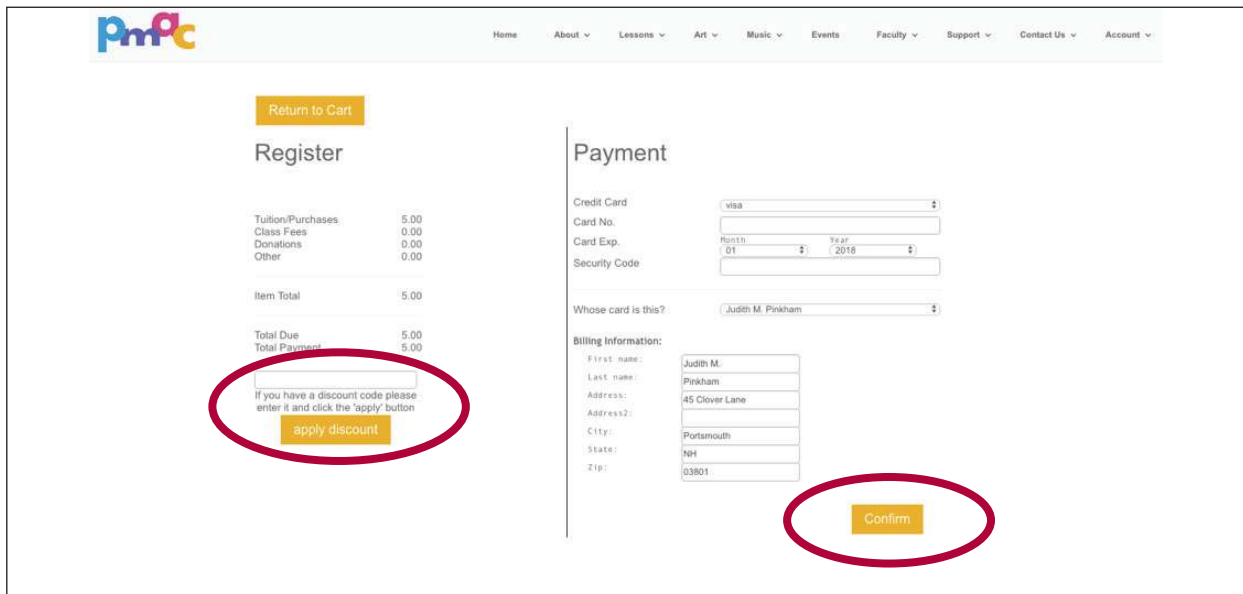 pmac
Home About Lessons Art Music Events Faculty Support Contact Us Account
Return to Cart
Register
Tuition/Purchases 5.00
Class Fees 0.00
Donations 0.00
Other 0.00
Item Total 5.00
Total Due 5.00
Total Payment 5.00
If you have a discount code please
enter it and click the 'apply' button
apply discount
Payment
Credit Card visa
Card No.
Month Year
Card Exp. 01 2018
Security Code
Whose card is this? Judith M. Pinkham
Billing Information:
First name: Judith M.
Last name: Pinkham
Address: 45 Clover Lane
Address2:
City: Portsmouth
State: NH
Zip: 03801
Confirm